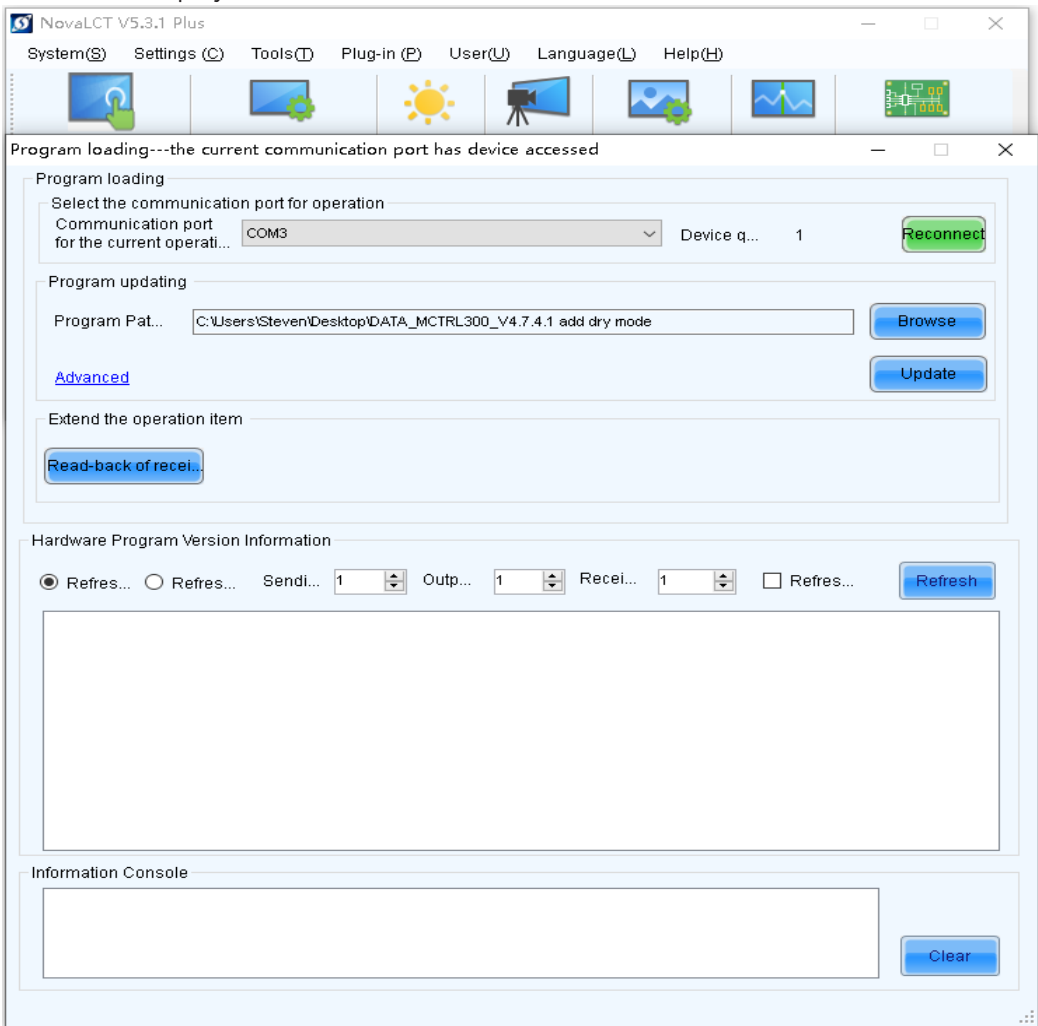 NovaLCT V5.3.1 Plus
System(S) Settings (C) Tools(T) Plug-in (P) User(U) Language(L) Help(H)
Program loading---the current communication port has device accessed
Program loading
Select the communication port for operation
Communication port
for the current operati... COM3 Device q... 1 Reconnect
Program updating
Program Pat... C:\Users\Steven\Desktop\DATA_MCTRL300_V4.7.4.1 add dry mode Browse
Advanced Update
Extend the operation item
Read-back of recei...
Hardware Program Version Information
Refres... Refres... Sendi... 1 Outp... 1 Recei... 1 Refres... Refresh
Information Console
Clear